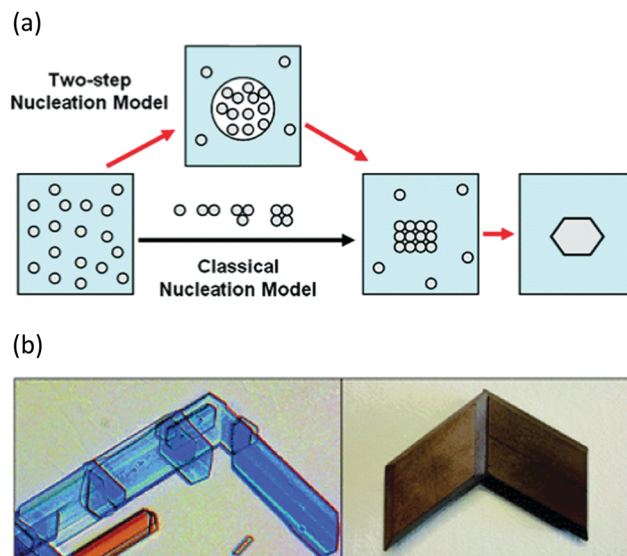 (a)
Two-step
Nucleation Model
Classical
Nucleation Model
(b)